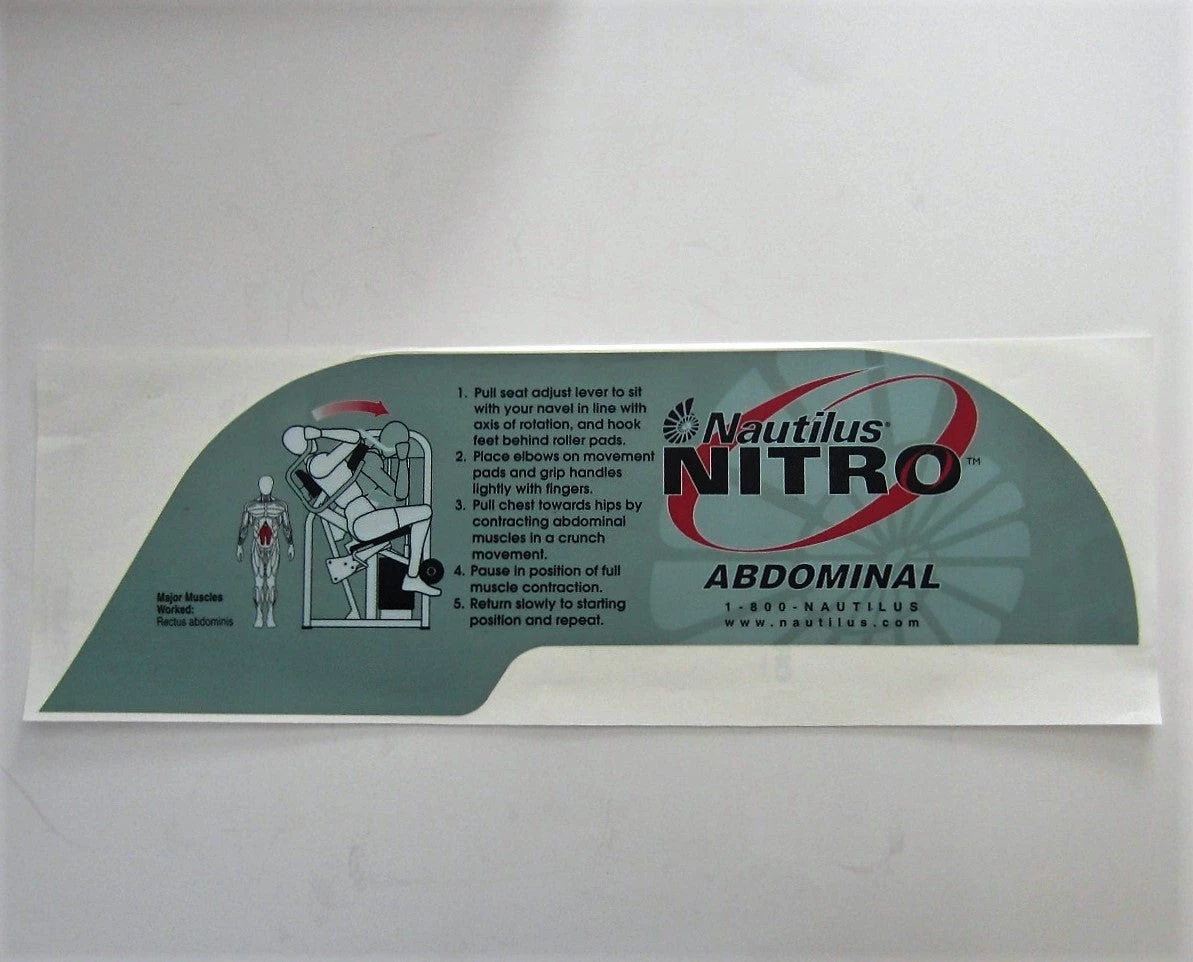 1. Pull seat adjust lever to sit
with your navel in line with
axis of rotation, and hook
feet behind roller pads.
2. Place elbows on movement
pads and grip handles
lightly with fingers.
3. Pull chest towards hips by
contracting abdominal
muscles in a crunch
movement.
4. Pause in position of full
muscle contraction.
5. Return slowly to starting
position and repeat.
Major Muscles
Worked:
Rectus abdominis
Nautilus®
NITRO™
ABDOMINAL
1-800-NAUTILUS
www.nautilus.com